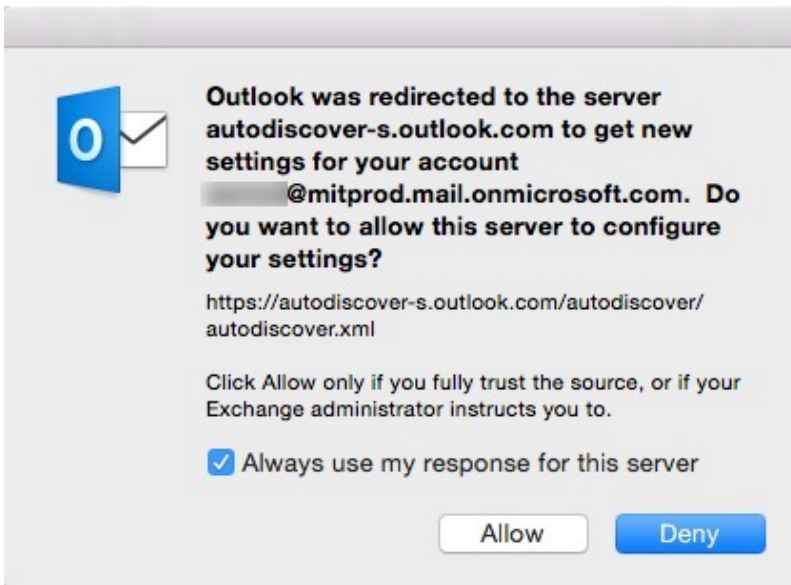 Outlook was redirected to the server
autodiscover-s.outlook.com to get new
settings for your account
@mitprod.mail.onmicrosoft.com. Do
you want to allow this server to configure
your settings?
https://autodiscover-s.outlook.com/autodiscover/
autodiscover.xml
Click Allow only if you fully trust the source, or if your
Exchange administrator instructs you to.
Always use my response for this server
Allow Deny